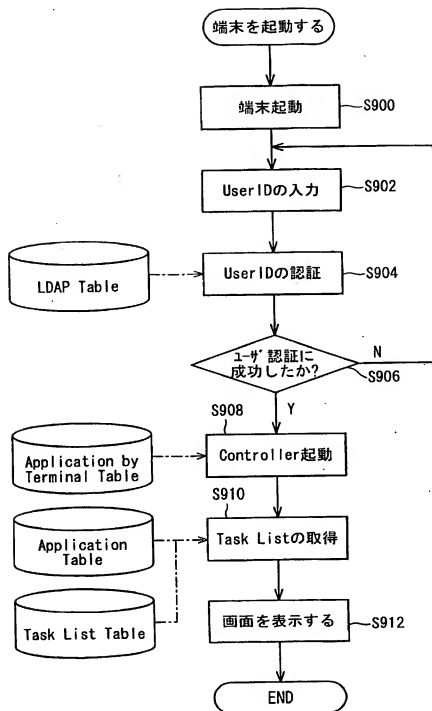 端末を起動する
端末起動
S900
UserIDの入力
S902
LDAP Table
UserIDの認証
S904
ユーザ認証に
成功したか?
N
S906
Y
S908
Application by
Terminal Table
Controller起動
S910
Application
Table
Task Listの取得
Task List Table
画面を表示する
S912
END